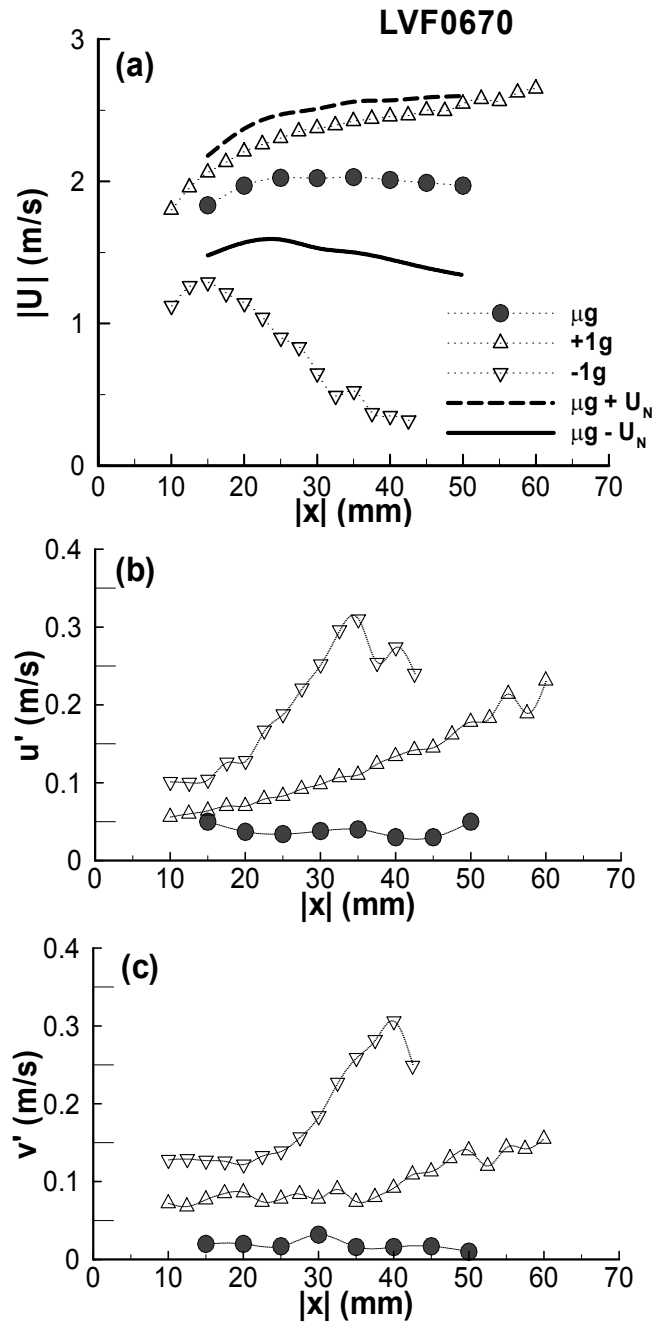 LVF0670
(a)
|U| (m/s)
3
2
1
0
μg
+1g
-1g
μg + U_N
μg - U_N
0 10 20 30 40 50 60 70
|x| (mm)
(b)
u' (m/s)
0.4
0.3
0.2
0.1
0
0 10 20 30 40 50 60 70
|x| (mm)
(c)
v' (m/s)
0.4
0.3
0.2
0.1
0
0 10 20 30 40 50 60 70
|x| (mm)